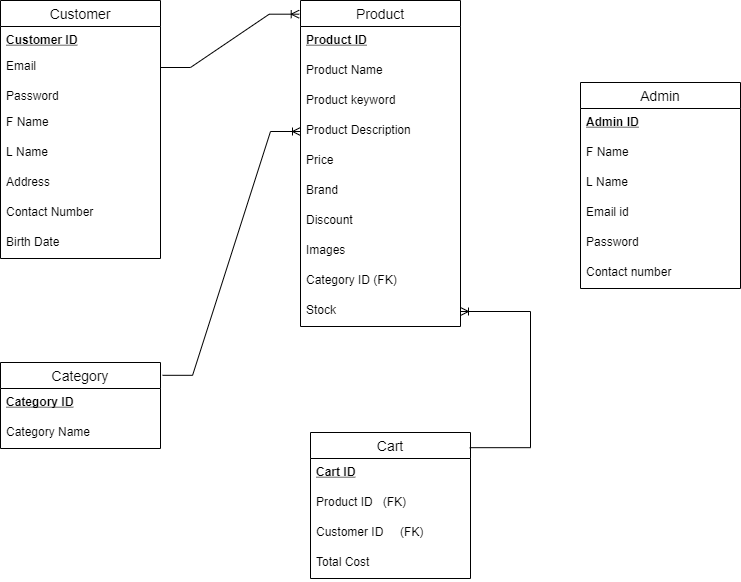 Customer
Customer ID
Email
Password
F Name
L Name
Address
Contact Number
Birth Date
Product
Product ID
Product Name
Product keyword
Product Description
Price
Brand
Discount
Images
Category ID (FK)
Stock
Admin
Admin ID
F Name
L Name
Email id
Password
Contact number
Category
Category ID
Category Name
Cart
Cart ID
Product ID (FK)
Customer ID (FK)
Total Cost